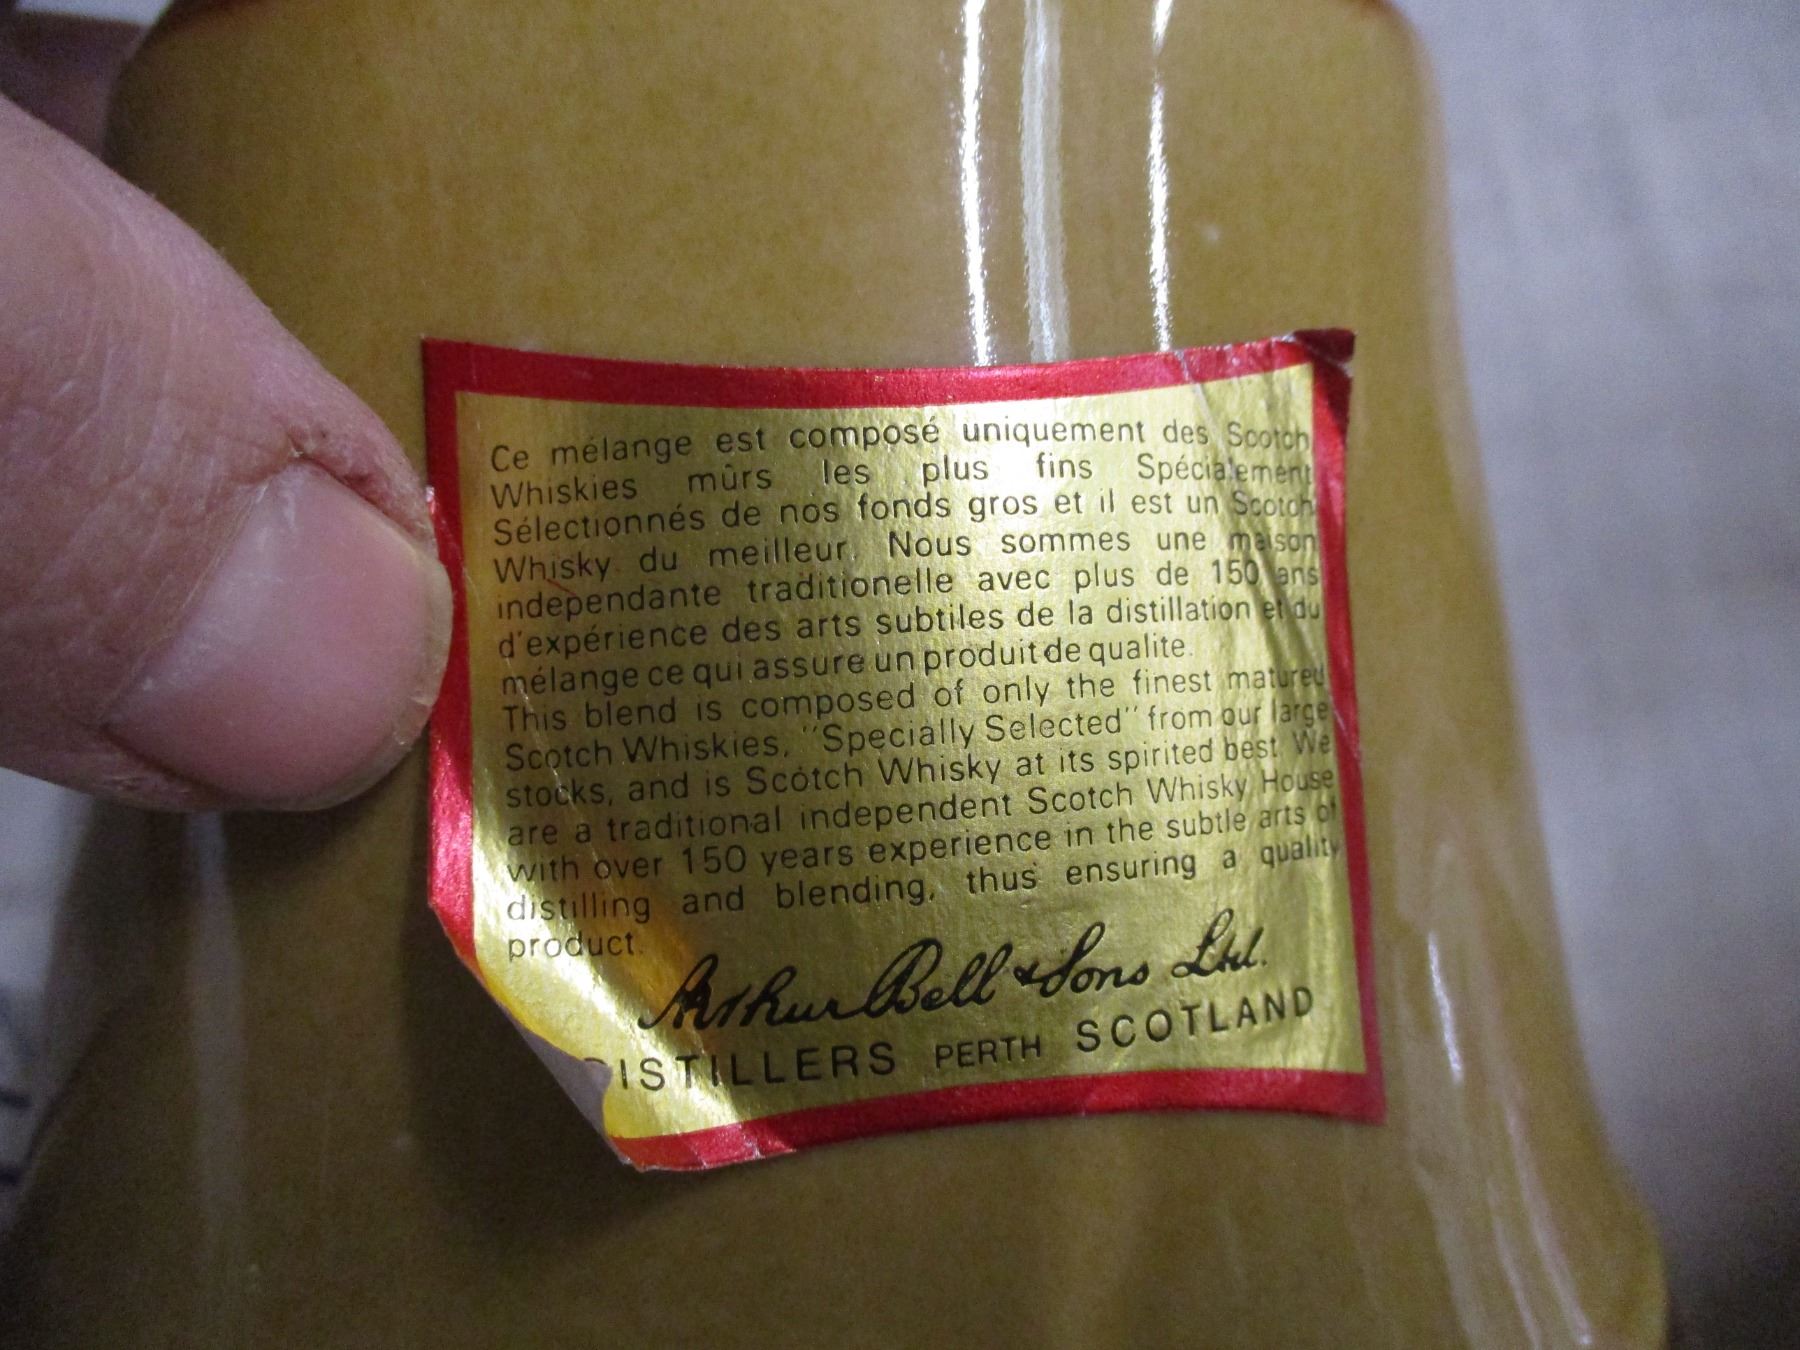 Ce mélange est composé uniquement des Scotch
Whiskies mûrs les plus fins Spécialement
Sélectionnés de nos fonds gros et il est un Scotch
Whisky du meilleur. Nous sommes une maison
indépendante traditionelle avec plus de 150 ans
d'expérience des arts subtiles de la distillation et du
mélange ce qui assure un produit de qualite.
This blend is composed of only the finest matured
Scotch Whiskies, "Specially Selected" from our large
stocks, and is Scotch Whisky at its spirited best. We
are a traditional independent Scotch Whisky House
with over 150 years experience in the subtle arts of
distilling and blending, thus ensuring a quality
product.
Arthur Bell & Sons Ltd.
DISTILLERS PERTH SCOTLAND